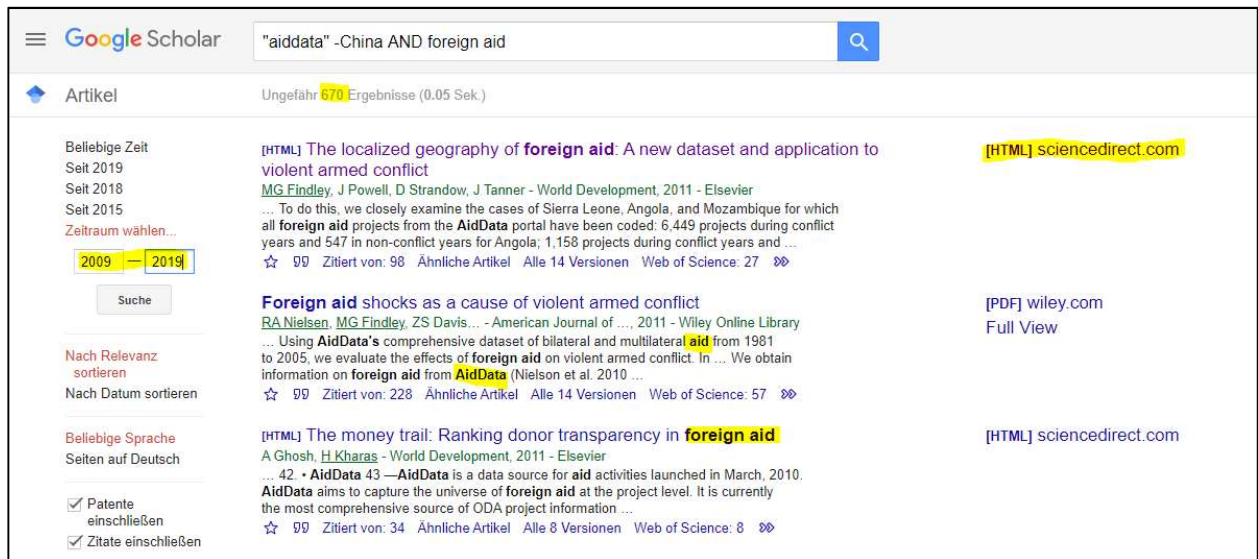 Google Scholar
"aiddata" -China AND foreign aid
Artikel
Ungefähr 670 Ergebnisse (0.05 Sek.)
Beliebige Zeit
Seit 2019
Seit 2018
Seit 2015
Zeitraum wählen...
2009 — 2019
Suche
Nach Relevanz
sortieren
Nach Datum sortieren
Beliebige Sprache
Seiten auf Deutsch
Patente
einschließen
Zitate einschließen
[HTML] The localized geography of foreign aid: A new dataset and application to
violent armed conflict
[HTML] sciencedirect.com
MG Findley, J Powell, D Strandow, J Tanner - World Development, 2011 - Elsevier
... To do this, we closely examine the cases of Sierra Leone, Angola, and Mozambique for which
all foreign aid projects from the AidData portal have been coded: 6,449 projects during conflict
years and 547 in non-conflict years for Angola; 1,158 projects during conflict years and ...
Zitiert von: 98 Ähnliche Artikel Alle 14 Versionen Web of Science: 27
Foreign aid shocks as a cause of violent armed conflict
[PDF] wiley.com
Full View
RA Nielsen, MG Findley, ZS Davis... - American Journal of ..., 2011 - Wiley Online Library
... Using AidData's comprehensive dataset of bilateral and multilateral aid from 1981
to 2005, we evaluate the effects of foreign aid on violent armed conflict. In ... We obtain
information on foreign aid from AidData (Nielson et al. 2010 ...
Zitiert von: 228 Ähnliche Artikel Alle 14 Versionen Web of Science: 57
[HTML] The money trail: Ranking donor transparency in foreign aid
[HTML] sciencedirect.com
A Ghosh, H Kharas - World Development, 2011 - Elsevier
... 42. • AidData 43 —AidData is a data source for aid activities launched in March, 2010.
AidData aims to capture the universe of foreign aid at the project level. It is currently
the most comprehensive source of ODA project information ...
Zitiert von: 34 Ähnliche Artikel Alle 8 Versionen Web of Science: 8